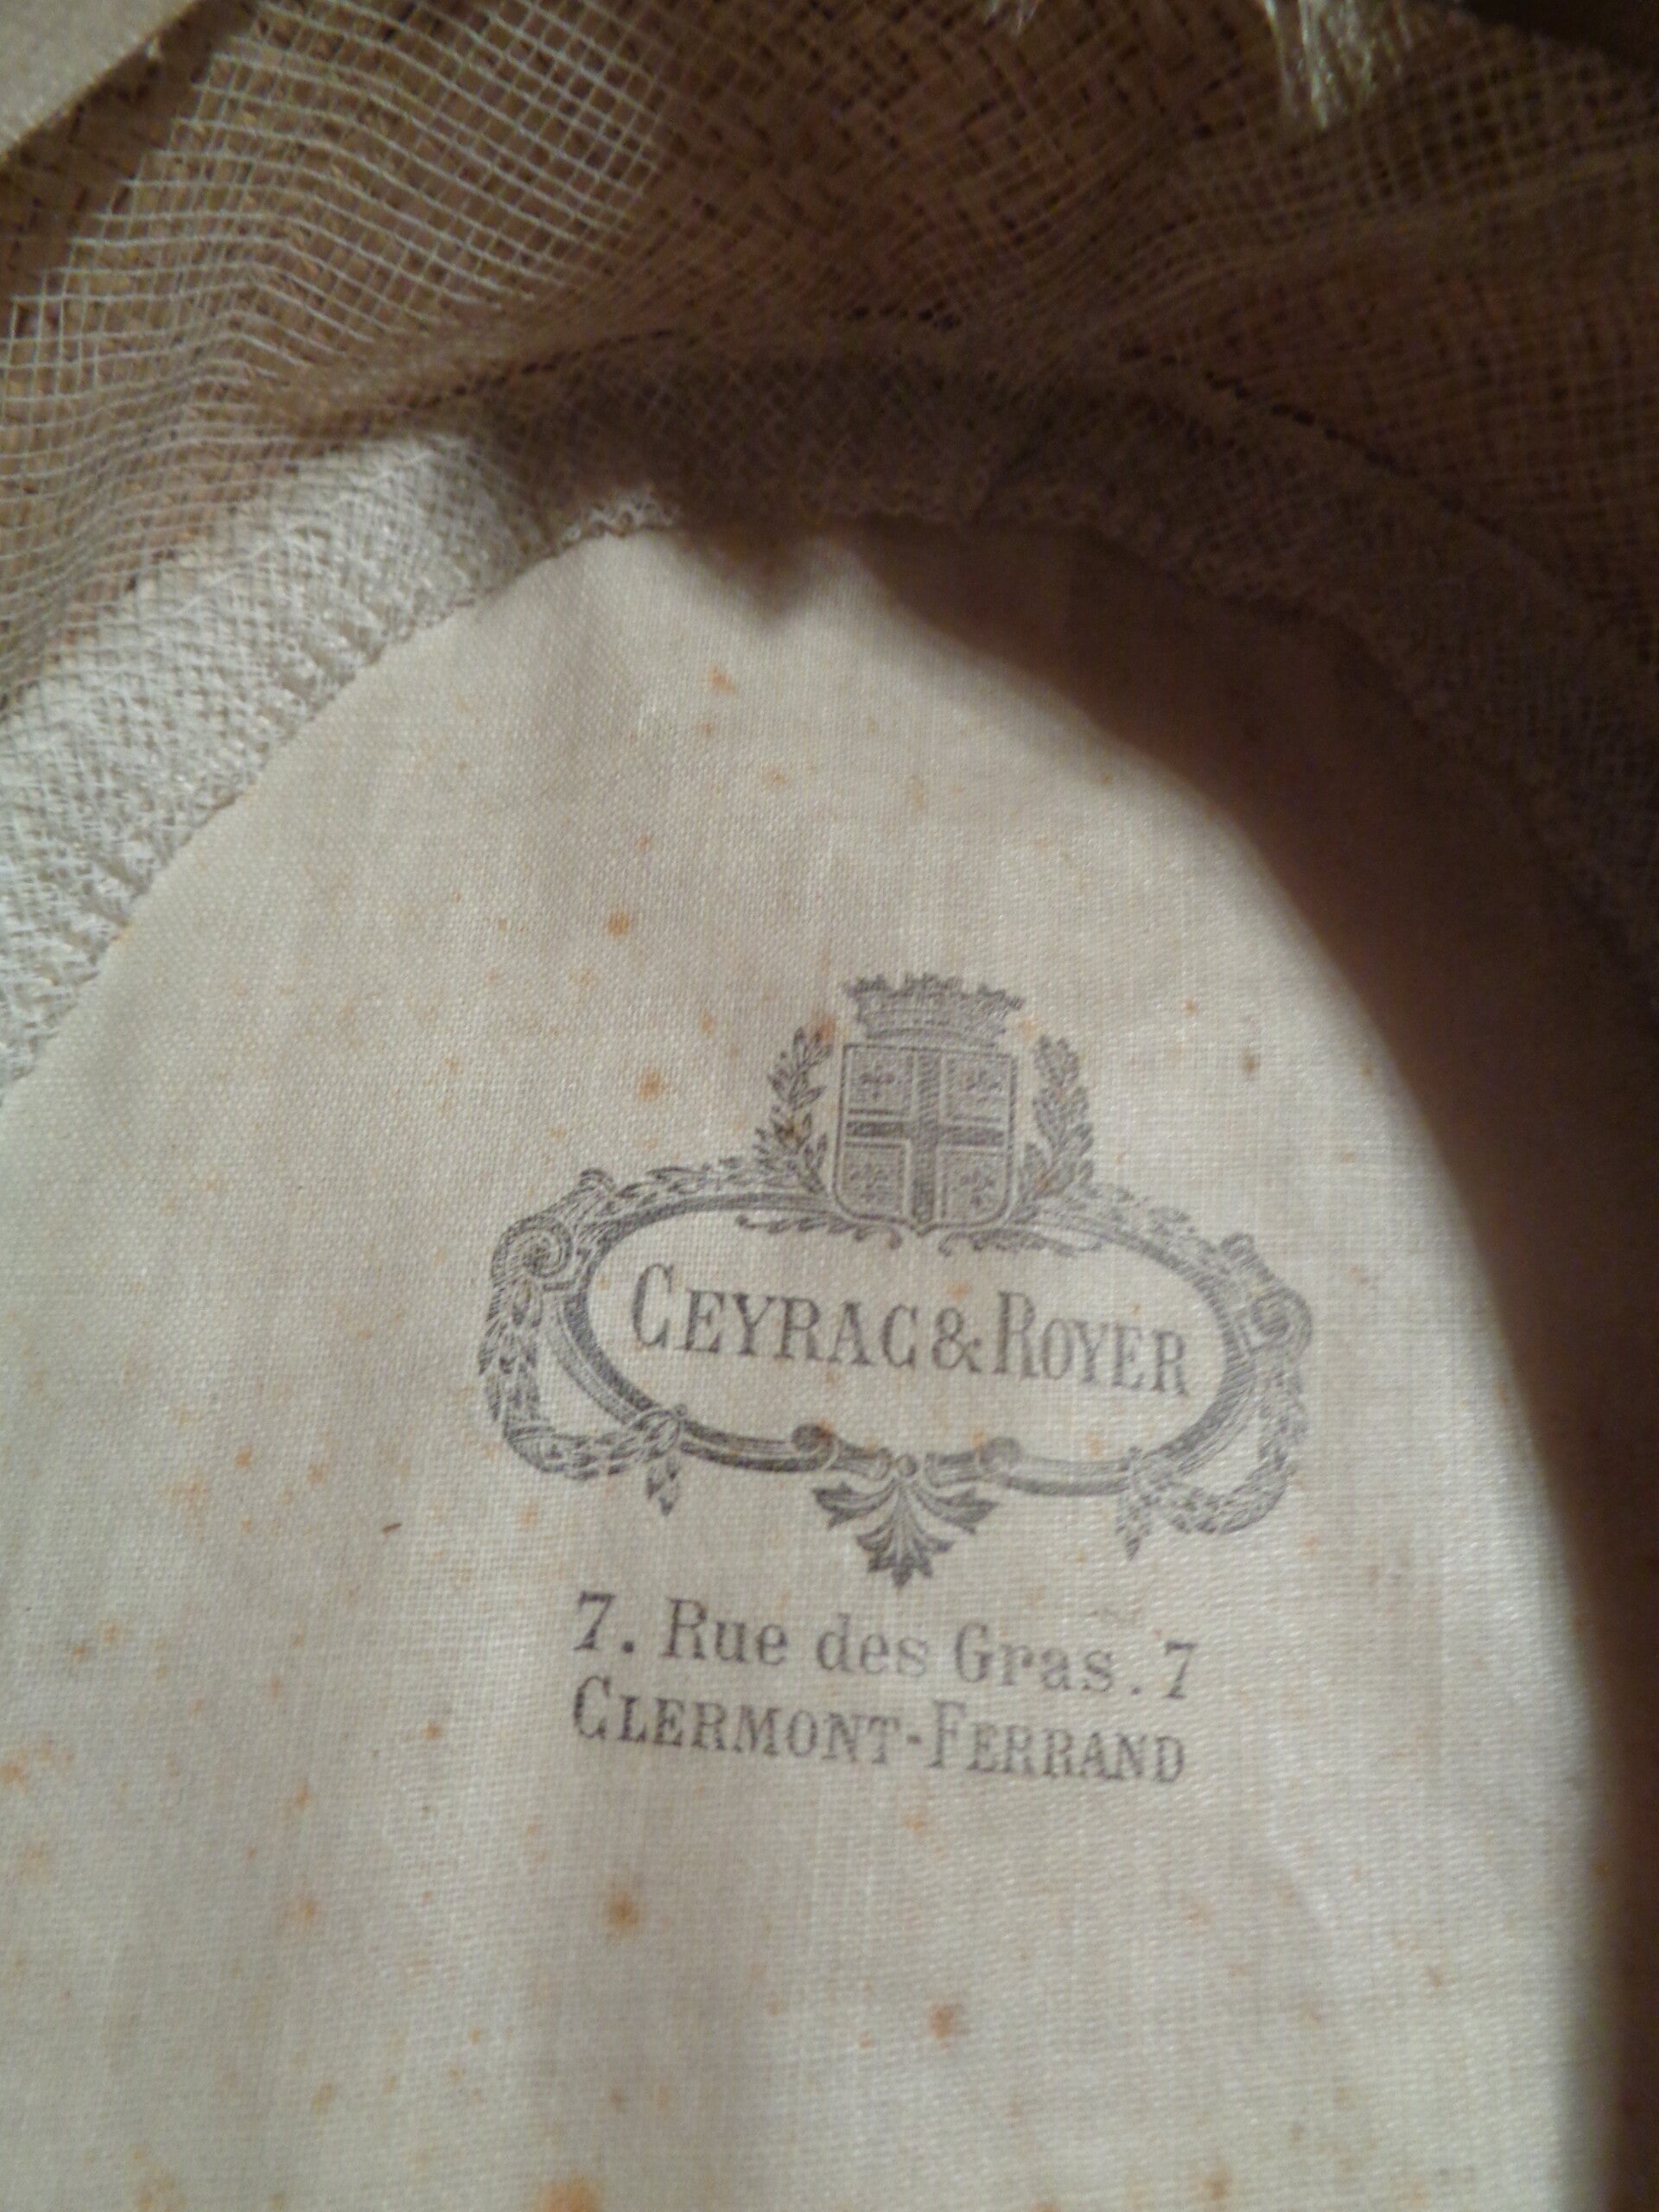 CEYRAC & ROYER
7. Rue des Gras. 7
CLERMONT-FERRAND